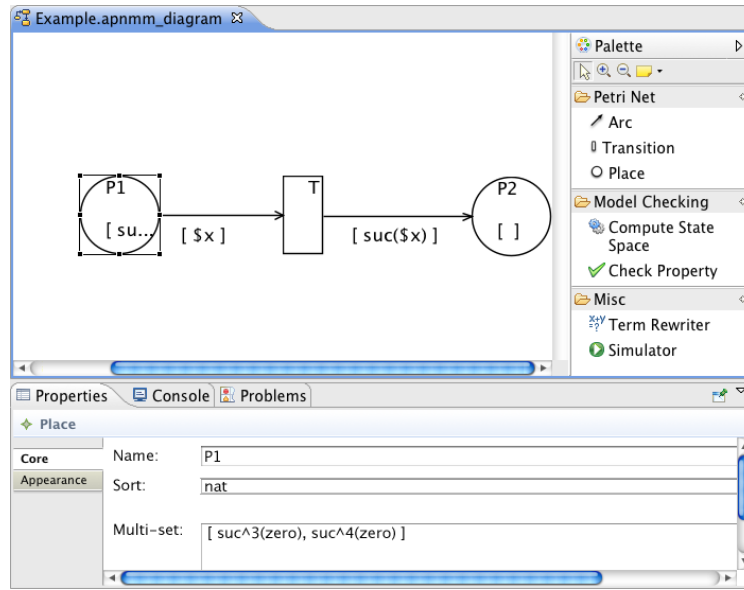 Example.apnmm_diagram
P1
[ su...
[ $x ]
T
[ suc($x) ]
P2
[ ]
Palette
Petri Net
Arc
Transition
Place
Model Checking
Compute State
Space
Check Property
Misc
x+y
=?
Term Rewriter
Simulator
Properties
Console
Problems
Place
Core
Appearance
Name:
P1
Sort:
nat
Multi-set:
[ suc^3(zero), suc^4(zero) ]